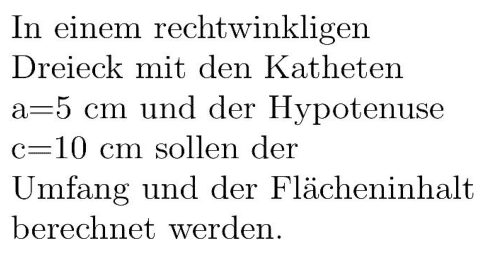 In einem rechtwinkligen
Dreieck mit den Katheten
a=5 cm und der Hypotenuse
c=10 cm sollen der
Umfang und der Flächeninhalt
berechnet werden.